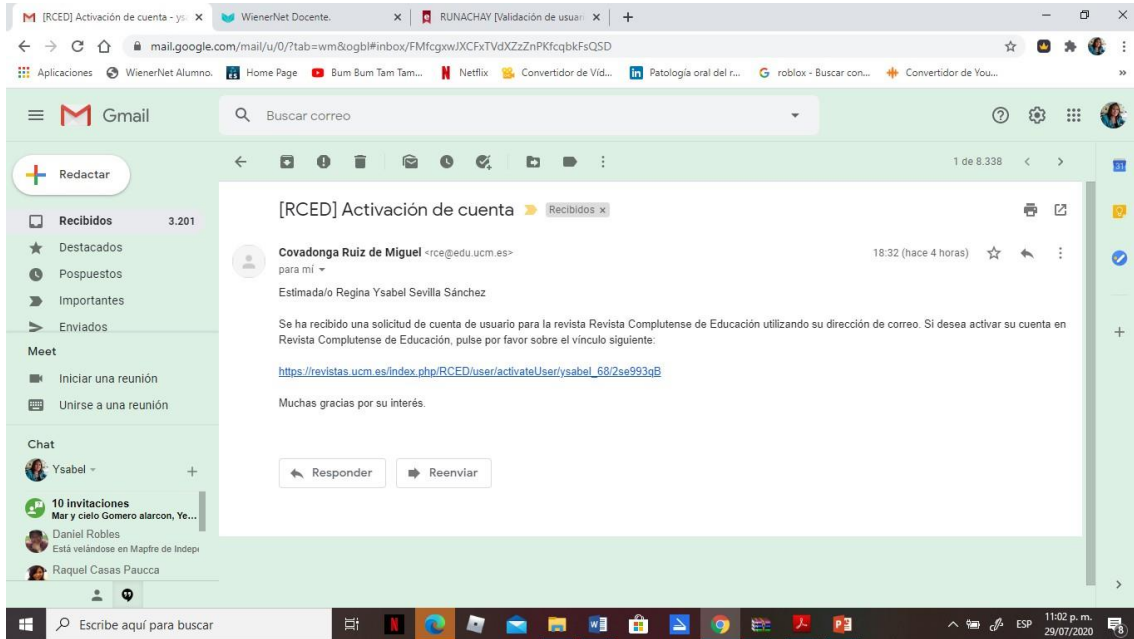 [RCED] Activación de cuenta - ys
WienerNet Docente.
RUNACHAY [Validación de usuari
mail.google.com/mail/u/0/?tab=wm&ogbl#inbox/FMfcgxwJXCFxTVdXZzZnPKfcqbkFsQSD
Aplicaciones
WienerNet Alumno.
Home Page
Bum Bum Tam Tam...
Netflix
Convertidor de Víd...
Patología oral del r...
roblox - Buscar con...
Convertidor de You...
Gmail
Buscar correo
Redactar
1 de 8.338
Recibidos 3.201
Destacados
Pospuestos
Importantes
Enviados
Meet
Iniciar una reunión
Unirse a una reunión
Chat
Ysabel
10 invitaciones
Mar y cielo Gomero alarcon, Ye...
Daniel Robles
Está velándose en Mapfre de Indepe
Raquel Casas Paucca
[RCED] Activación de cuenta
Recibidos x
Covadonga Ruiz de Miguel <rce@edu.ucm.es>
18:32 (hace 4 horas)
para mí
Estimada/o Regina Ysabel Sevilla Sánchez
Se ha recibido una solicitud de cuenta de usuario para la revista Revista Complutense de Educación utilizando su dirección de correo. Si desea activar su cuenta en
Revista Complutense de Educación, pulse por favor sobre el vínculo siguiente:
https://revistas.ucm.es/index.php/RCED/user/activateUser/ysabel_68/2se993qB
Muchas gracias por su interés.
Responder
Reenviar
31
Escribe aquí para buscar
ESP
11:02 p. m.
29/07/2020
8